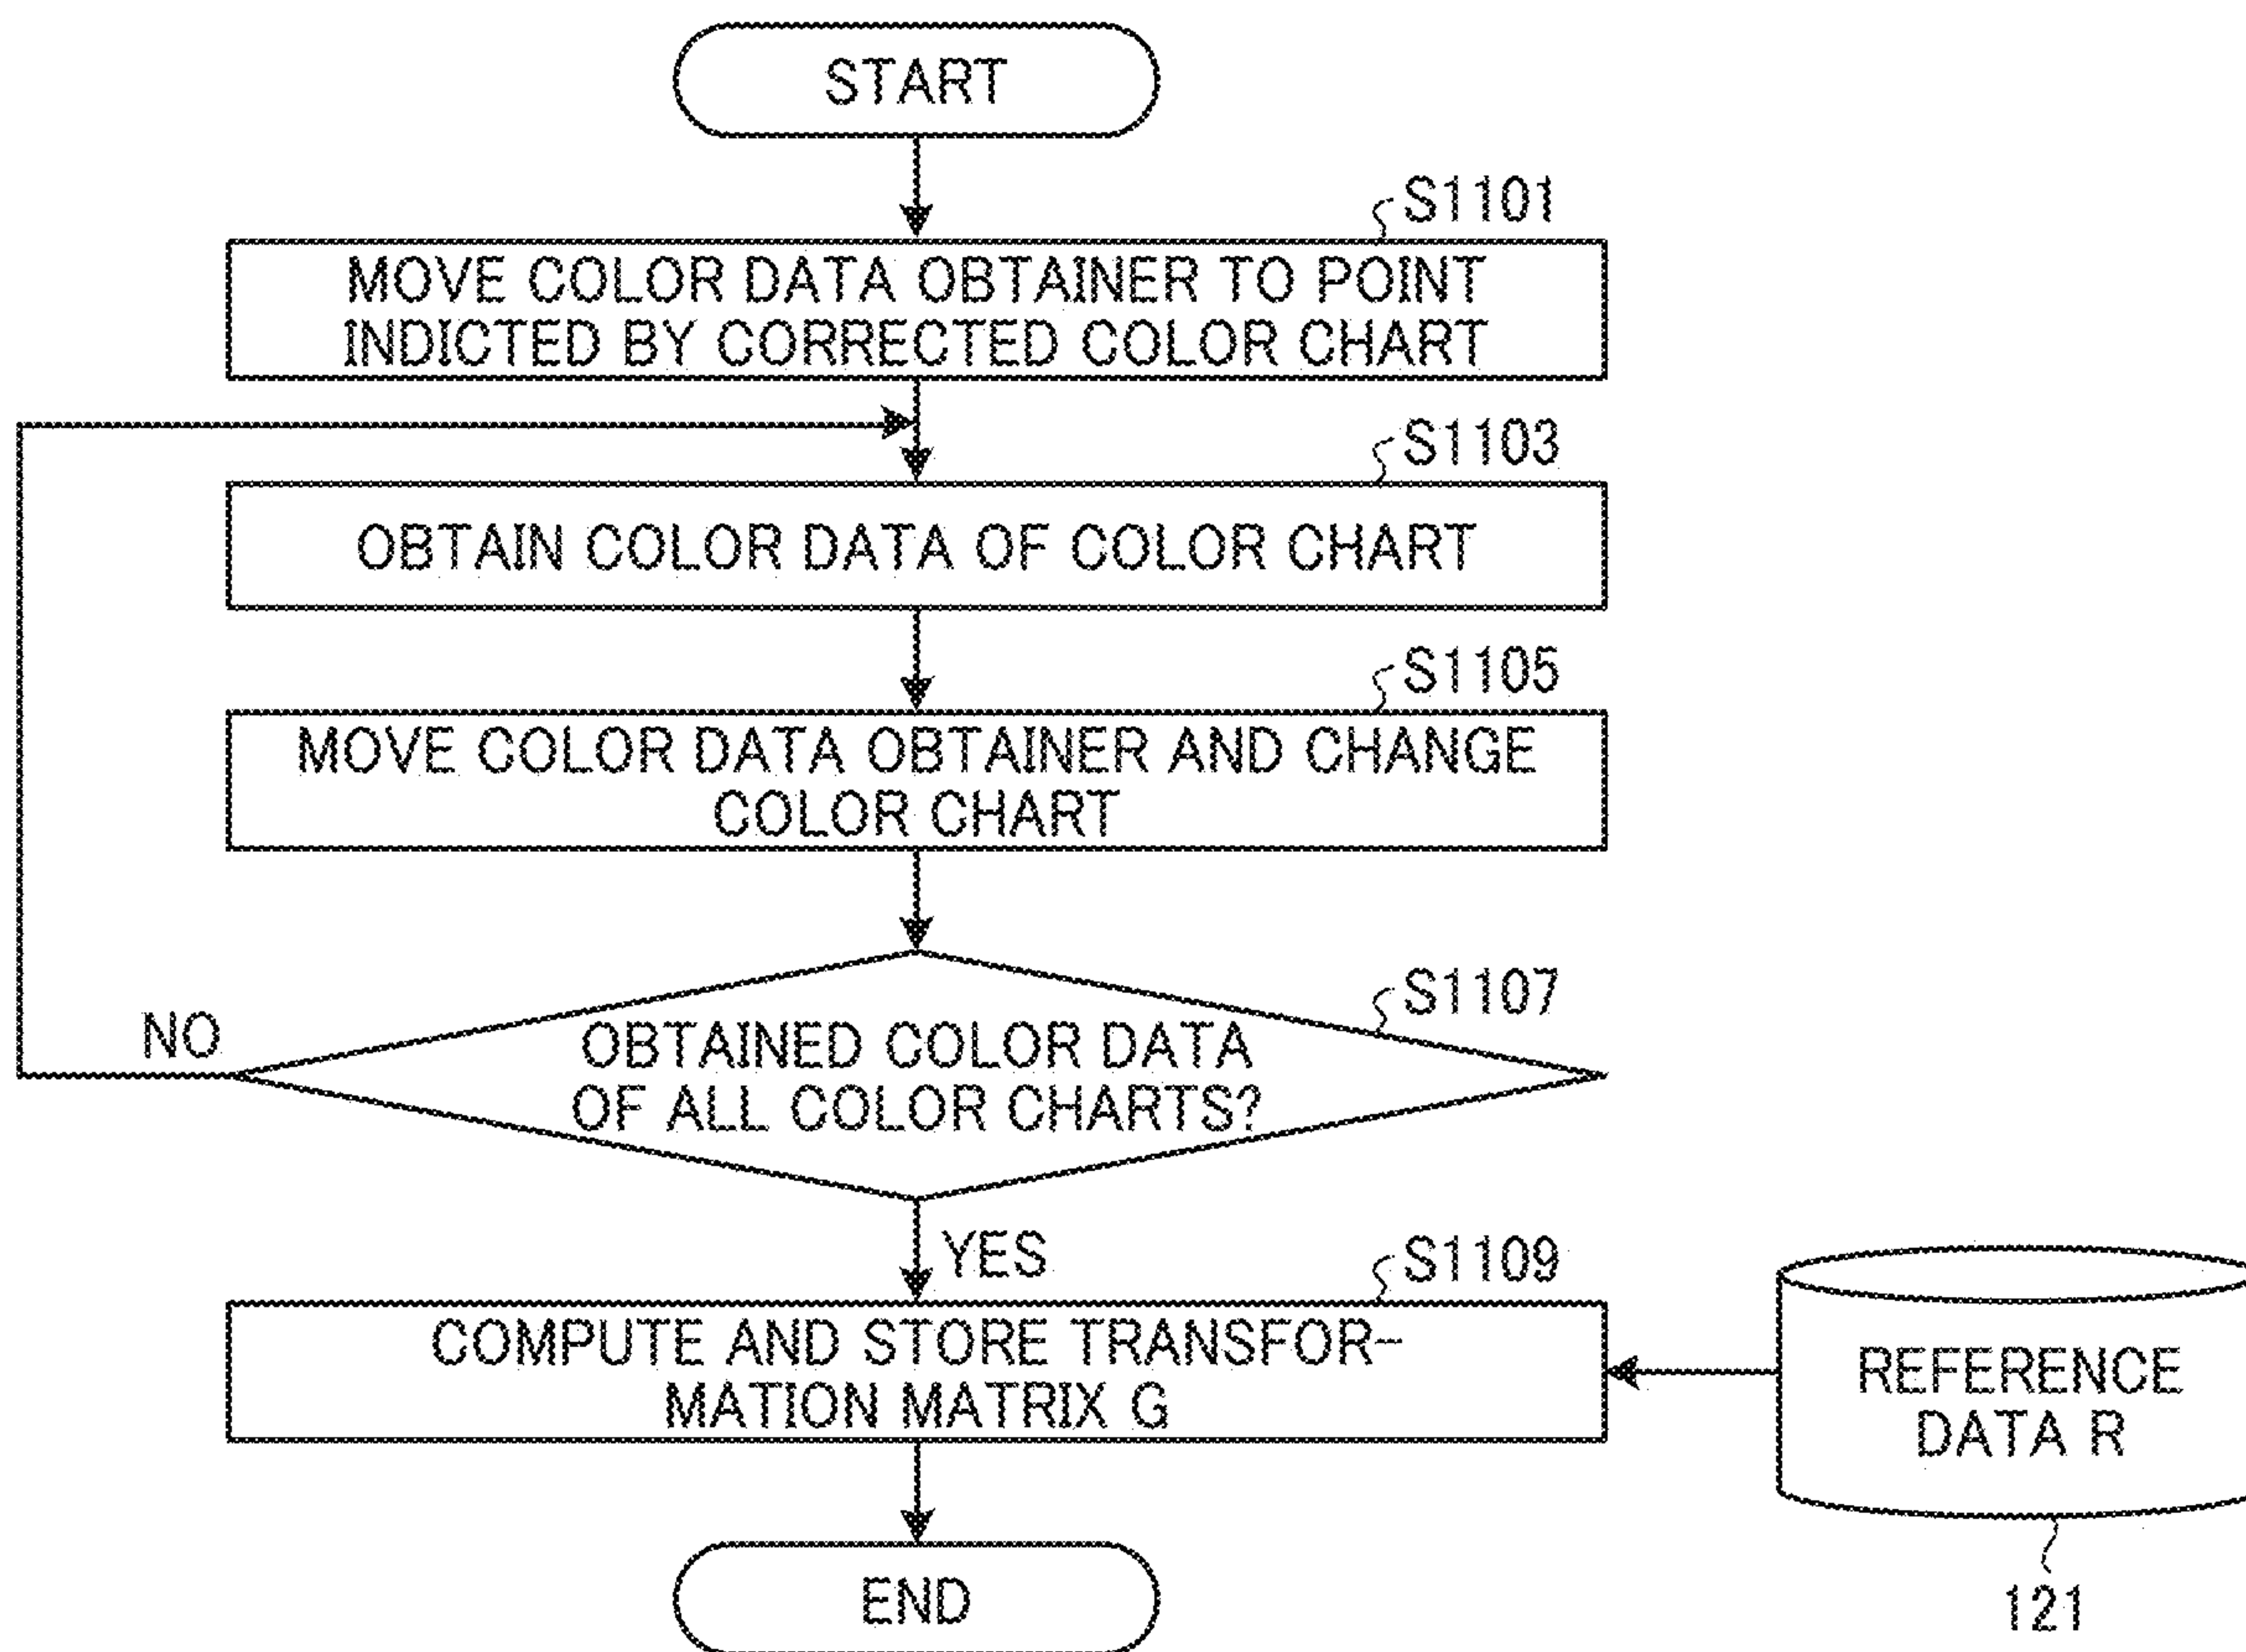 START
S1101
MOVE COLOR DATA OBTAINER TO POINT
INDICTED BY CORRECTED COLOR CHART
S1103
OBTAIN COLOR DATA OF COLOR CHART
S1105
MOVE COLOR DATA OBTAINER AND CHANGE
COLOR CHART
S1107
NO
OBTAINED COLOR DATA
OF ALL COLOR CHARTS?
YES
S1109
COMPUTE AND STORE TRANSFOR-
MATION MATRIX G
REFERENCE
DATA R
END
121